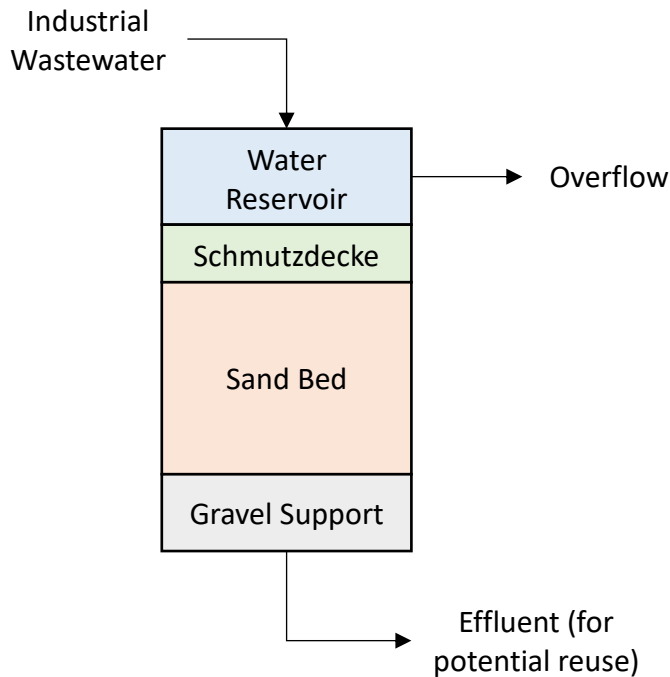 Industrial
Wastewater
Water
Reservoir
Overflow
Schmutzdecke
Sand Bed
Gravel Support
Effluent (for
potential reuse)